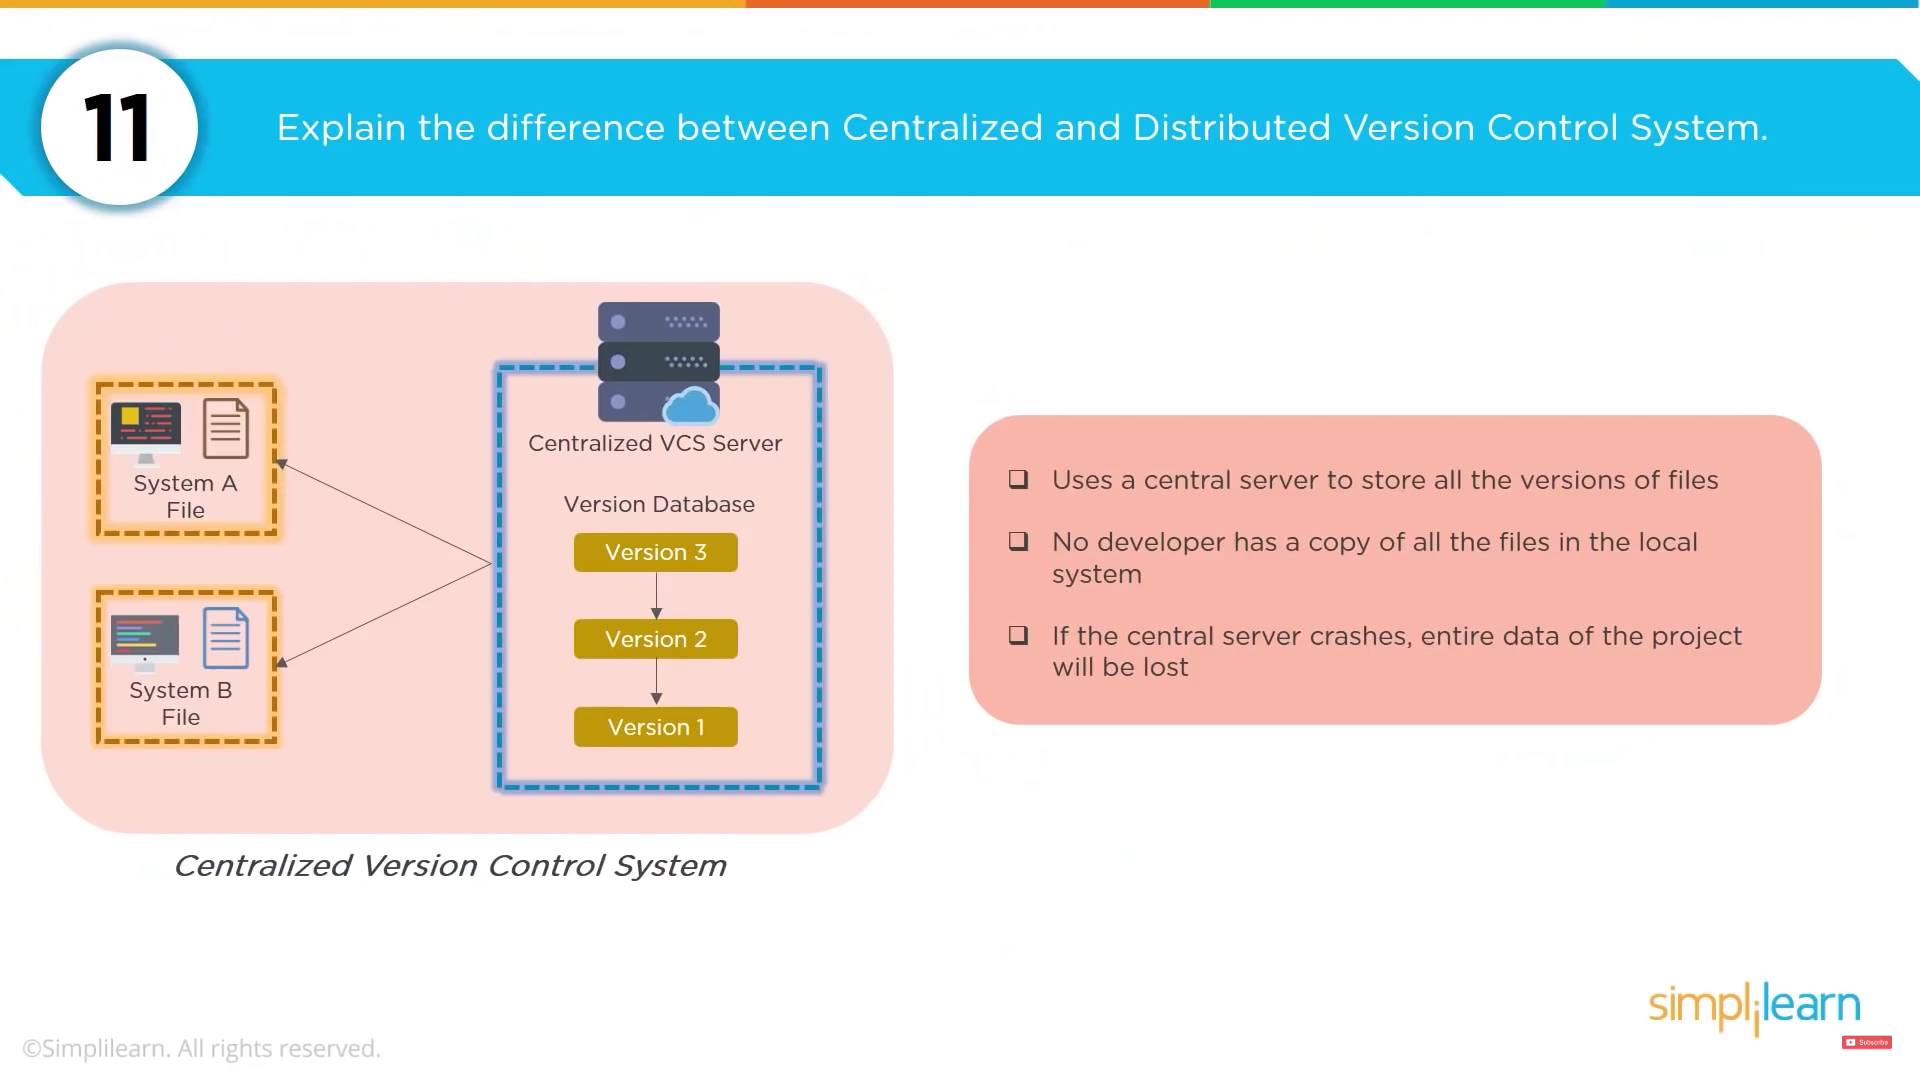 11
Explain the difference between Centralized and Distributed Version Control System.
System A
File
System B
File
Centralized VCS Server
Version Database
Version 3
Version 2
Version 1
Centralized Version Control System
Uses a central server to store all the versions of files
No developer has a copy of all the files in the local
system
If the central server crashes, entire data of the project
will be lost
simplilearn
Subscribe
©Simplilearn. All rights reserved.